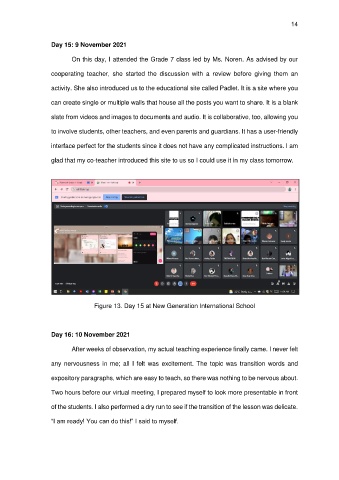 14
Day 15: 9 November 2021
On this day, I attended the Grade 7 class led by Ms. Noren. As advised by our
cooperating teacher, she started the discussion with a review before giving them an
activity. She also introduced us to the educational site called Padlet. It is a site where you
can create single or multiple walls that house all the posts you want to share. It is a blank
slate from videos and images to documents and audio. It is collaborative, too, allowing you
to involve students, other teachers, and even parents and guardians. It has a user-friendly
interface perfect for the students since it does not have any complicated instructions. I am
glad that my co-teacher introduced this site to us so I could use it in my class tomorrow.
Figure 13. Day 15 at New Generation International School
Day 16: 10 November 2021
After weeks of observation, my actual teaching experience finally came. I never felt
any nervousness in me; all I felt was excitement. The topic was transition words and
expository paragraphs, which are easy to teach, so there was nothing to be nervous about.
Two hours before our virtual meeting, I prepared myself to look more presentable in front
of the students. I also performed a dry run to see if the transition of the lesson was delicate.
"I am ready! You can do this!" I said to myself.